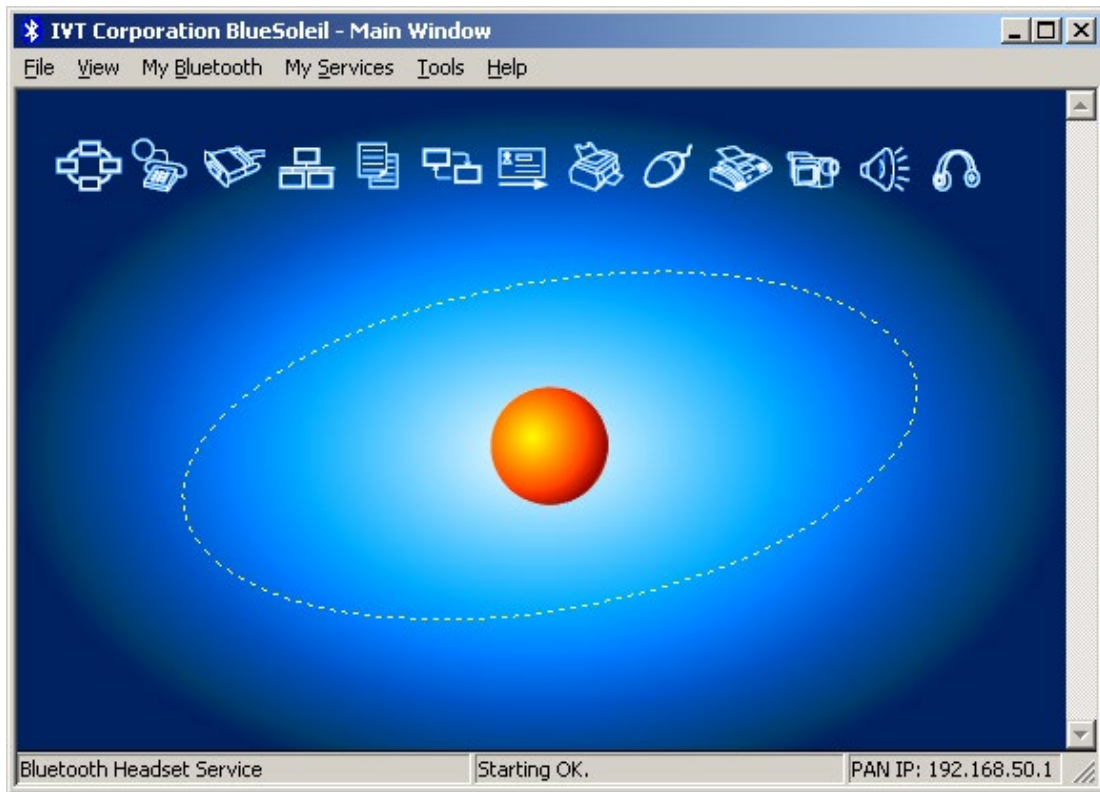 IVT Corporation BlueSoleil - Main Window
File View My Bluetooth My Services Tools Help
Bluetooth Headset Service Starting OK. PAN IP: 192.168.50.1